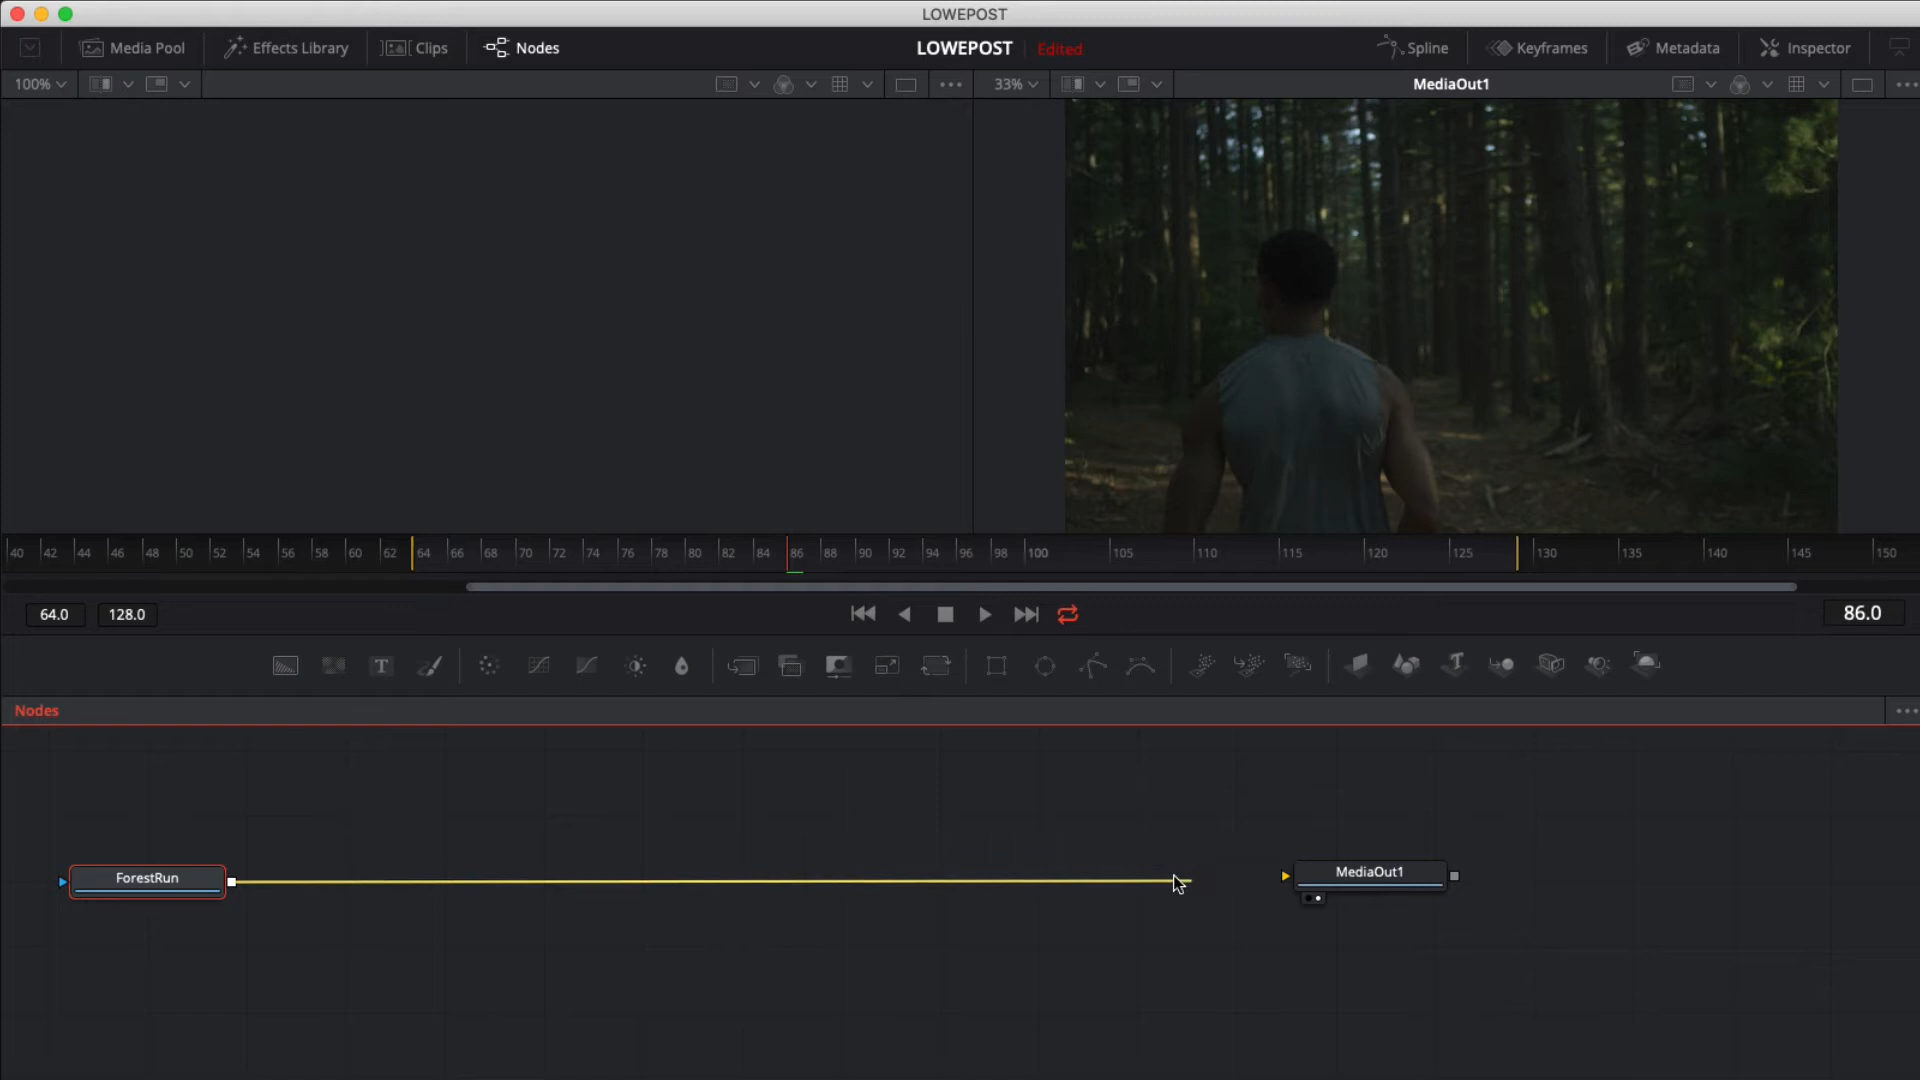 LOWEPOST
Media Pool Effects Library Clips Nodes LOWEPOST Edited Spline Keyframes Metadata Inspector
100% 33% MediaOut1
40 42 44 46 48 50 52 54 56 58 60 62 64 66 68 70 72 74 76 78 80 82 84 86 88 90 92 94 96 98 100 105 110 115 120 125 130 135 140 145 150
64.0 128.0 86.0
T T
Nodes
ForestRun MediaOut1